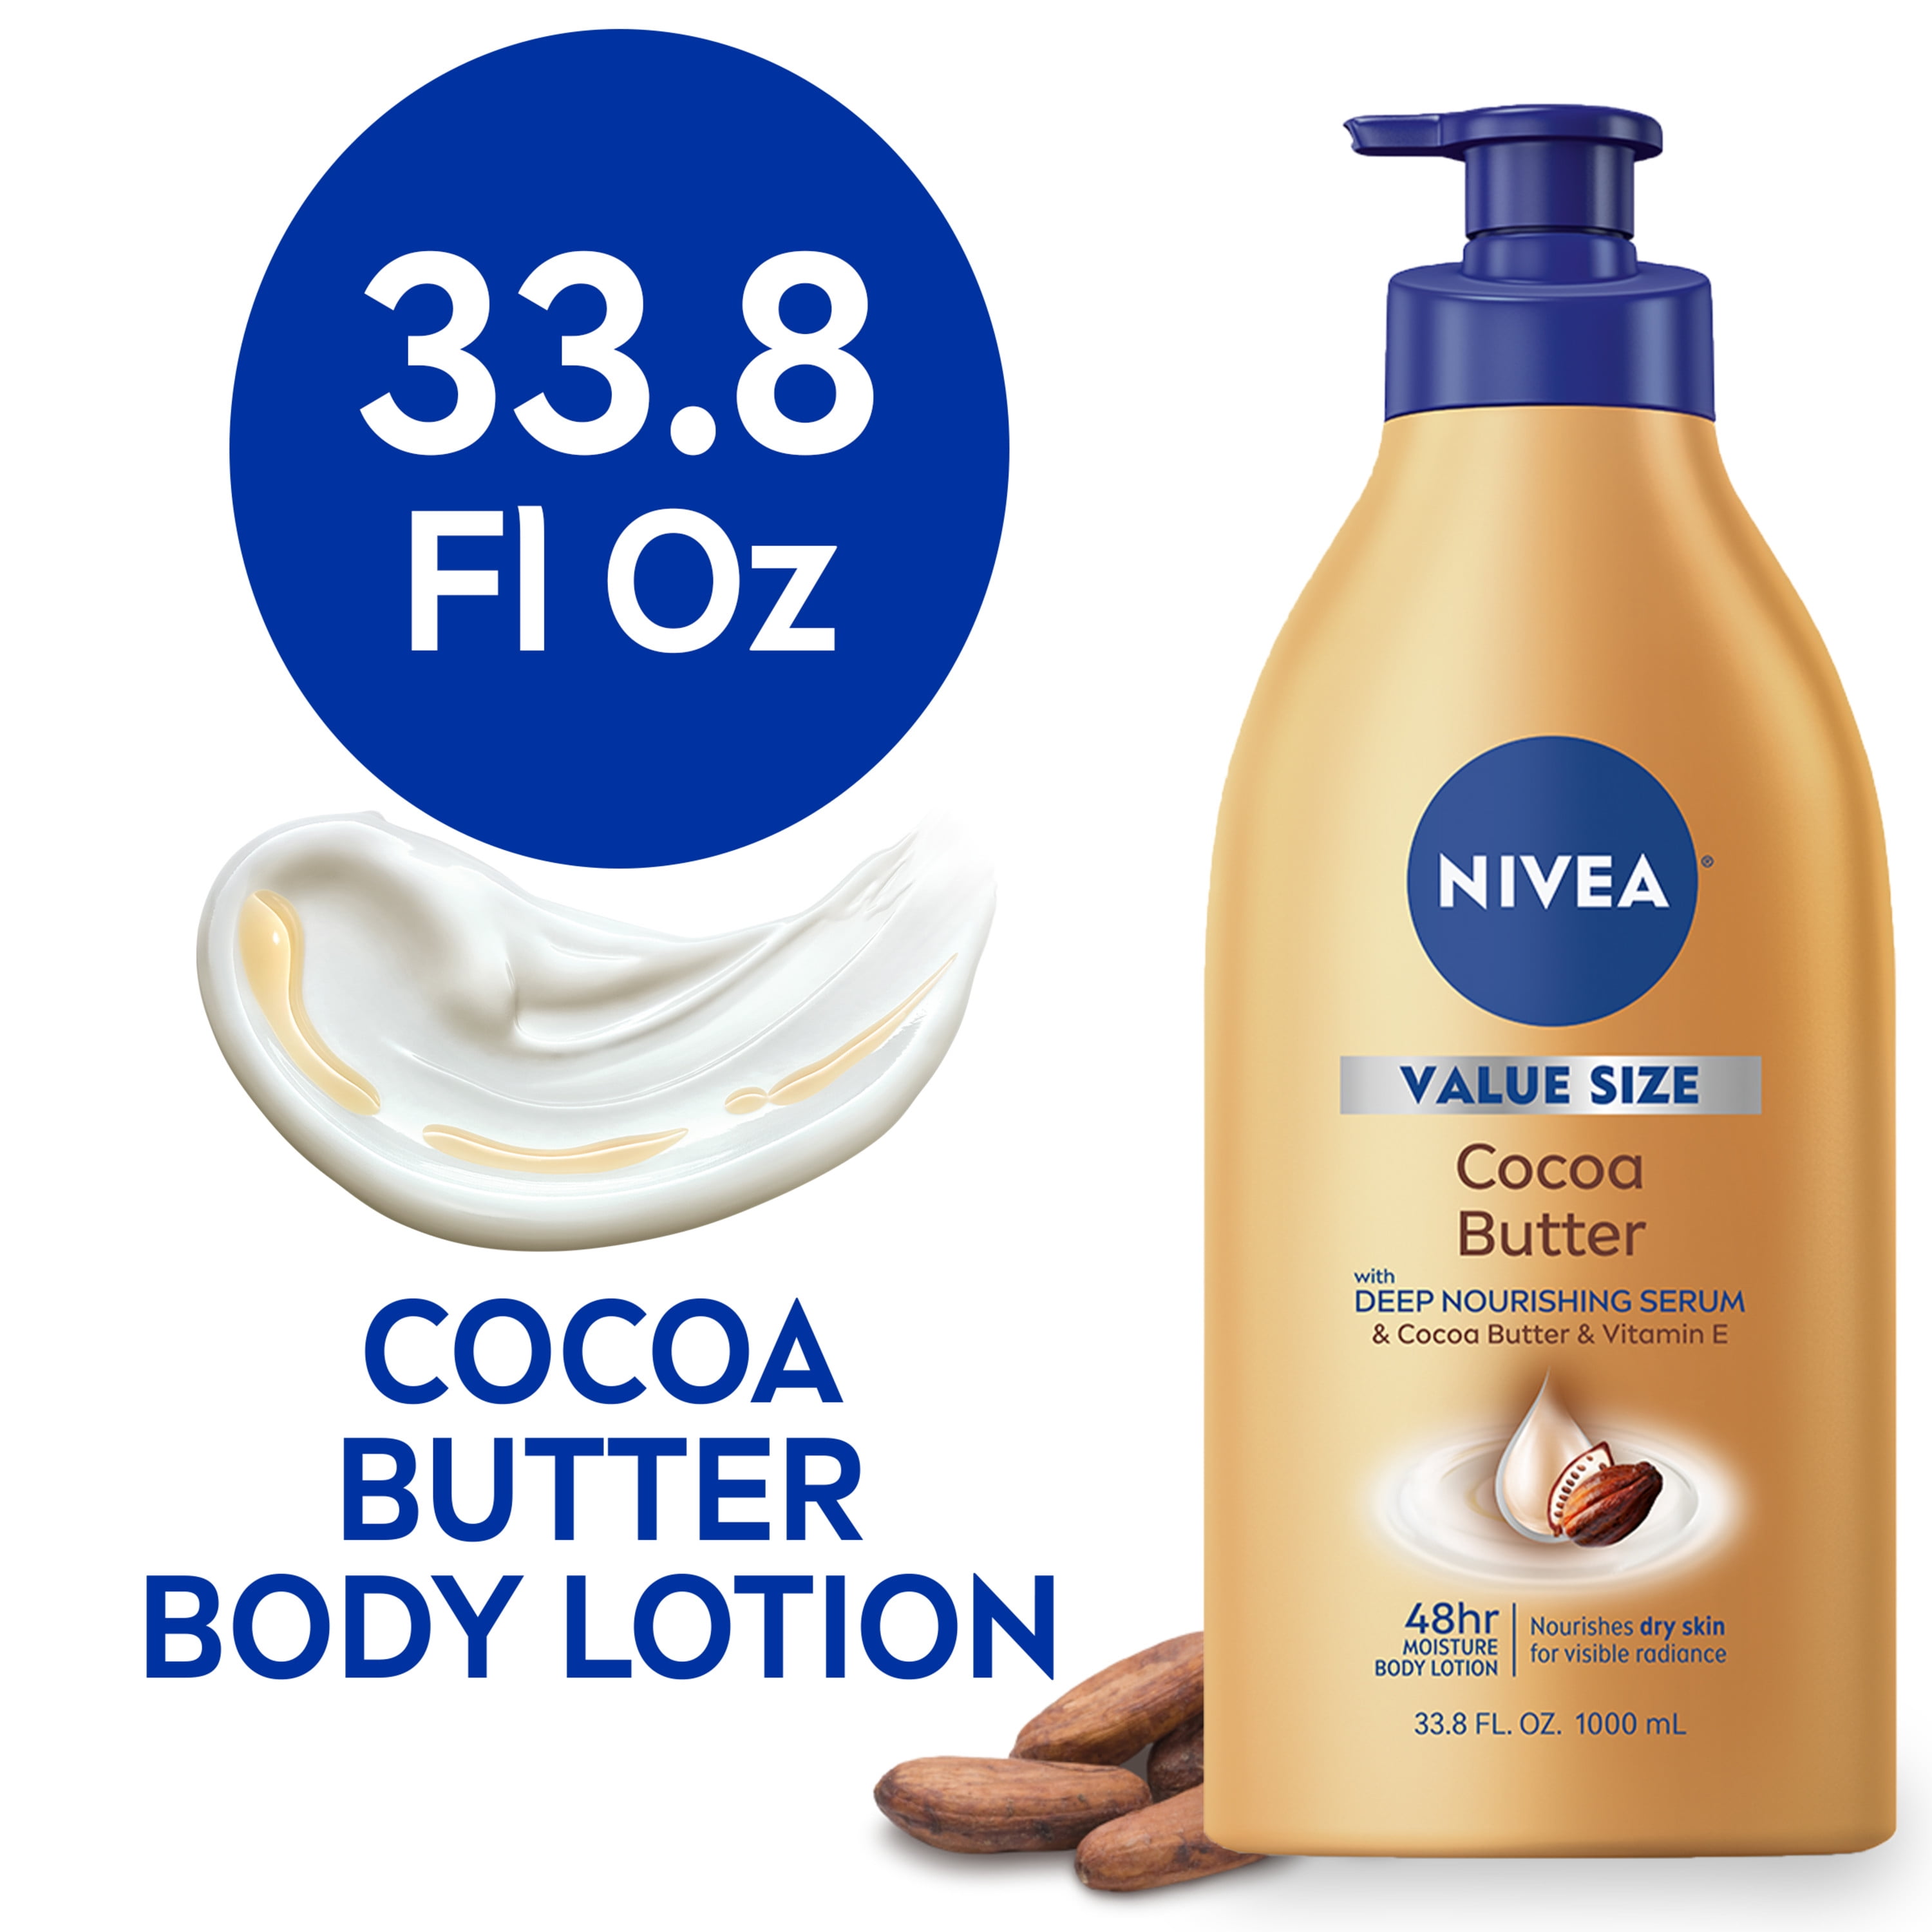 33.8
Fl Oz
COCOA
BUTTER
BODY LOTION
NIVEA®
VALUE SIZE
Cocoa
Butter
with
DEEP NOURISHING SERUM
& Cocoa Butter & Vitamin E
48hr
MOISTURE
BODY LOTION
Nourishes dry skin
for visible radiance
33.8 FL. OZ. 1000 mL